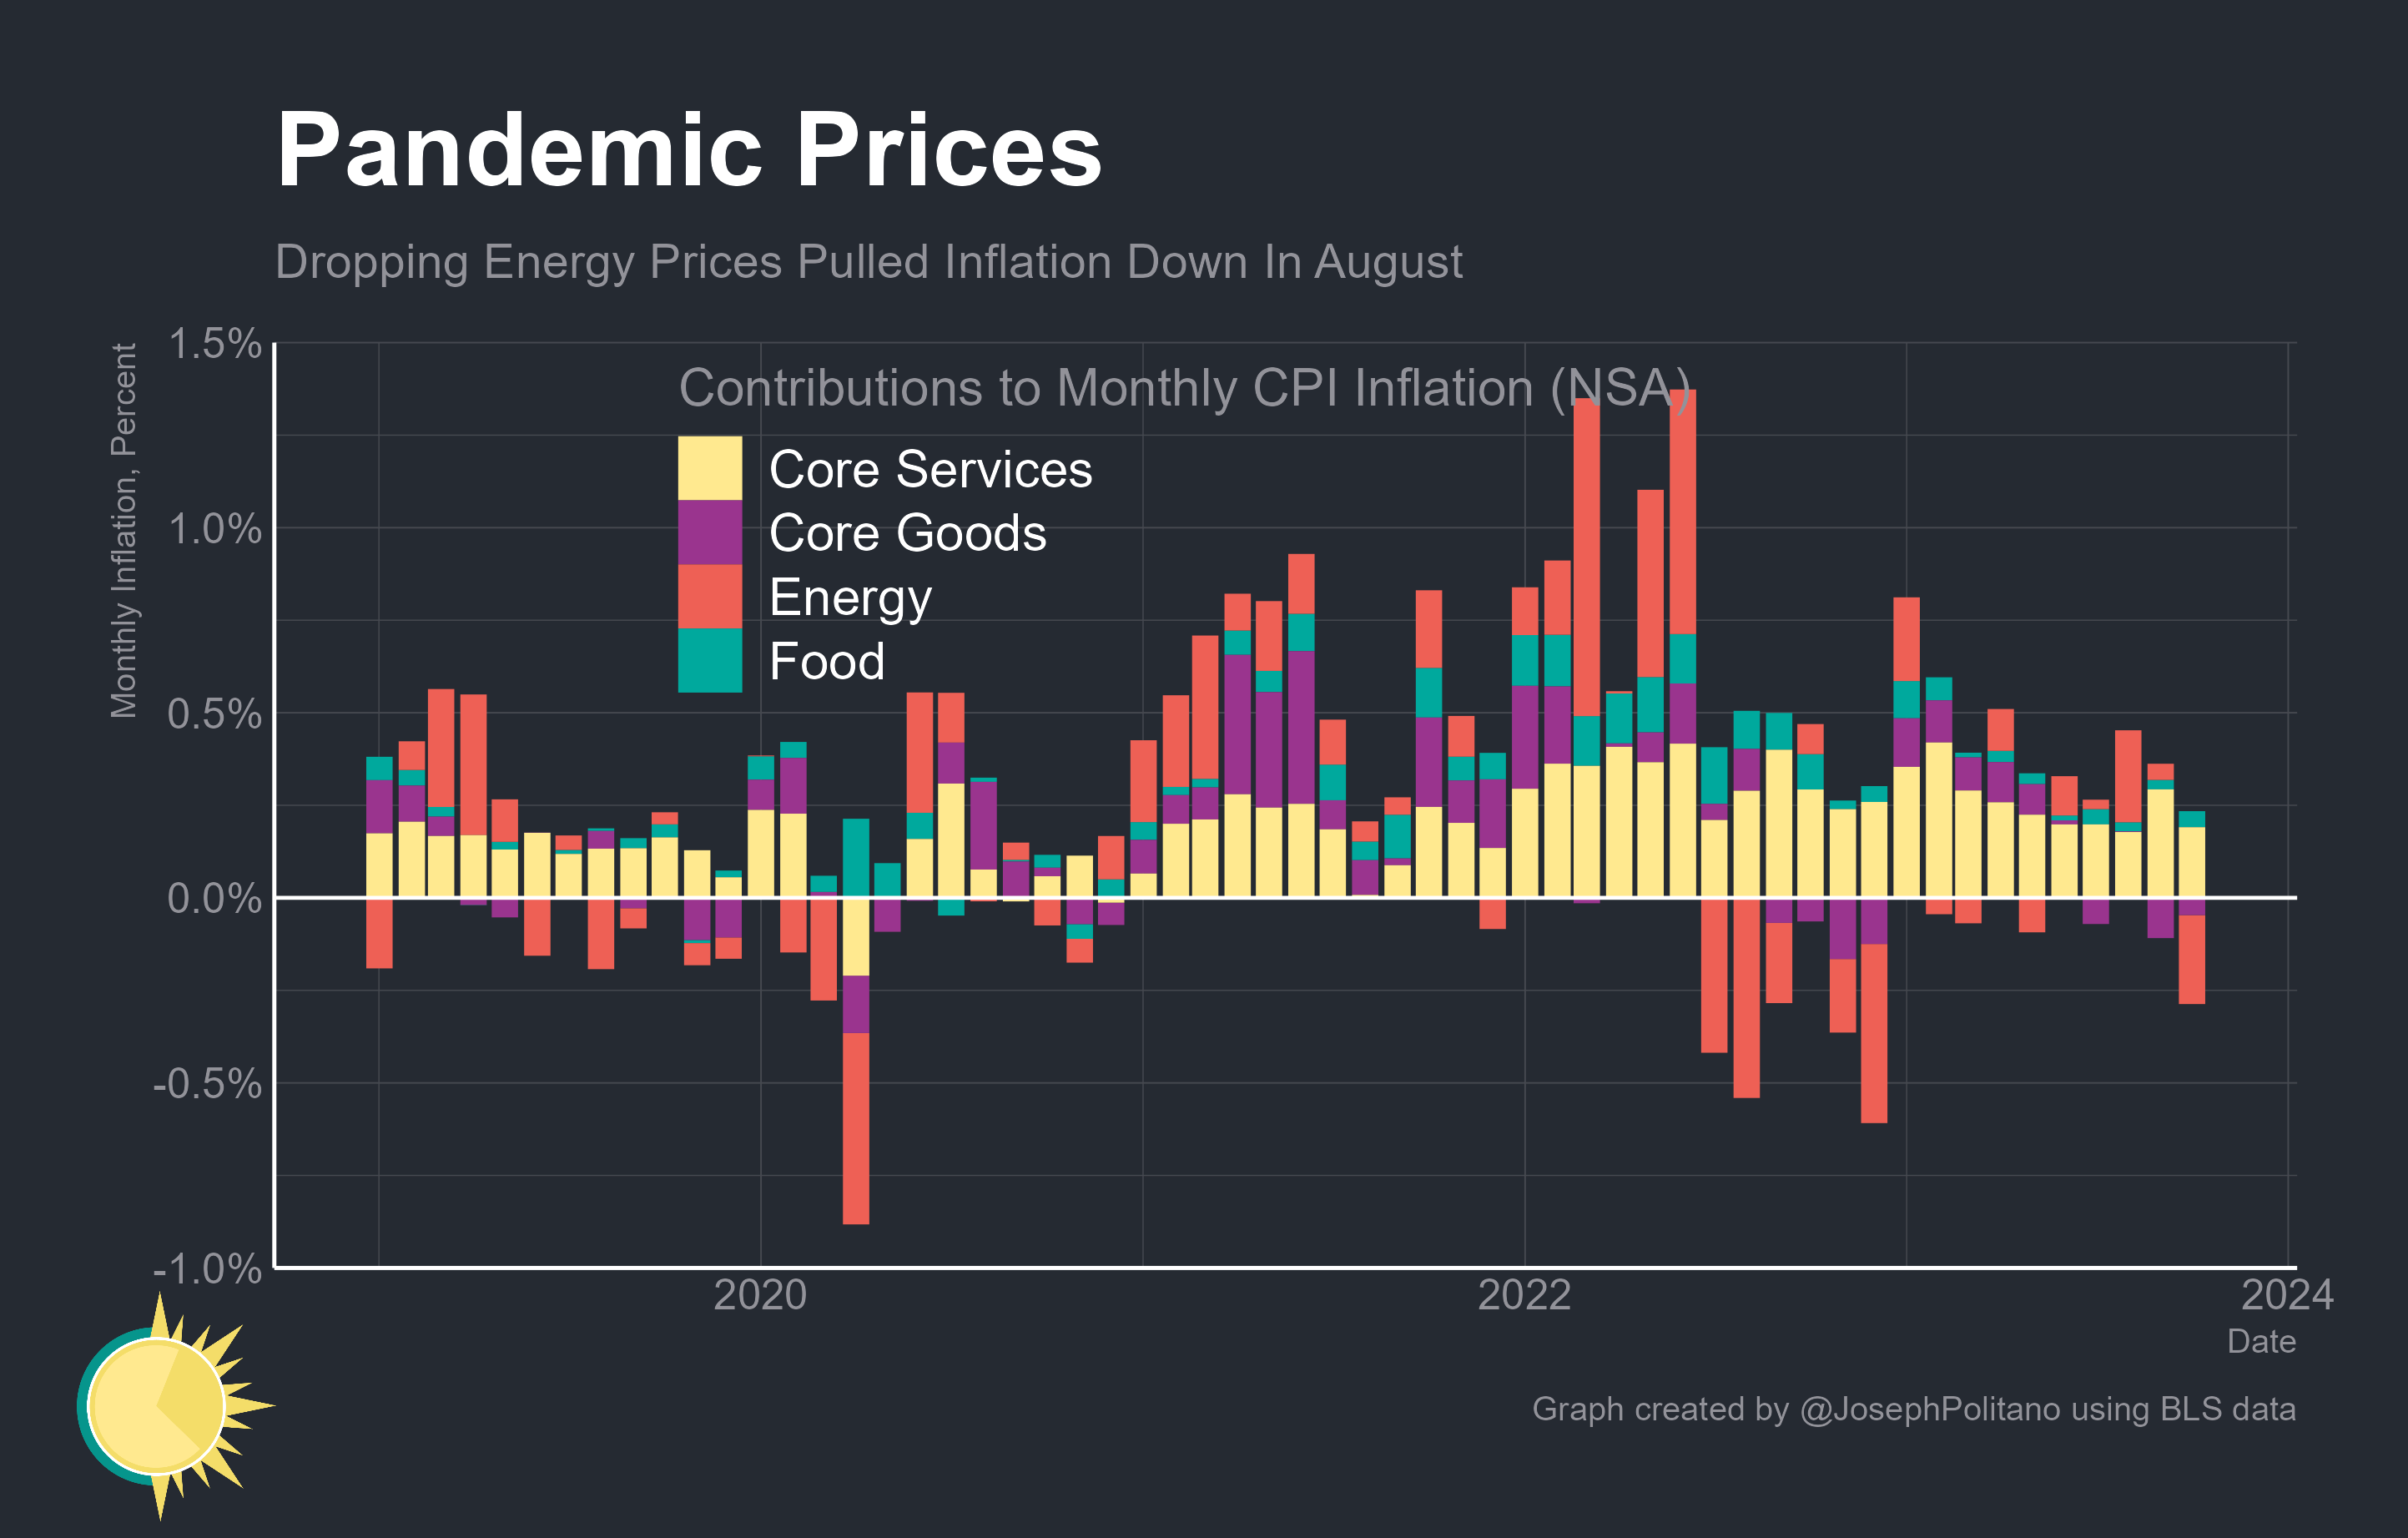 Pandemic Prices
Dropping Energy Prices Pulled Inflation Down In August
Monthly Inflation, Percent
1.5%
1.0%
0.5%
0.0%
-0.5%
-1.0%
Contributions to Monthly CPI Inflation (NSA)
Core Services
Core Goods
Energy
Food
2020
2022
2024
Date
Graph created by @JosephPolitano using BLS data